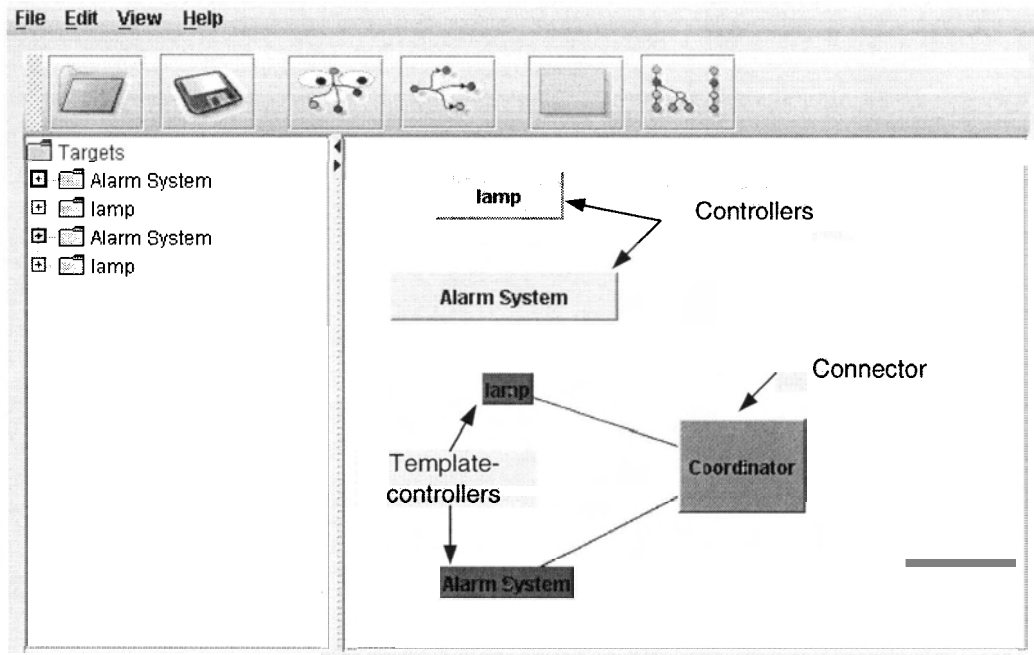 File Edit View Help
Targets
Alarm System
lamp
Alarm System
lamp
lamp
Controllers
Alarm System
Connector
lamp
Coordinator
Template-
controllers
Alarm System